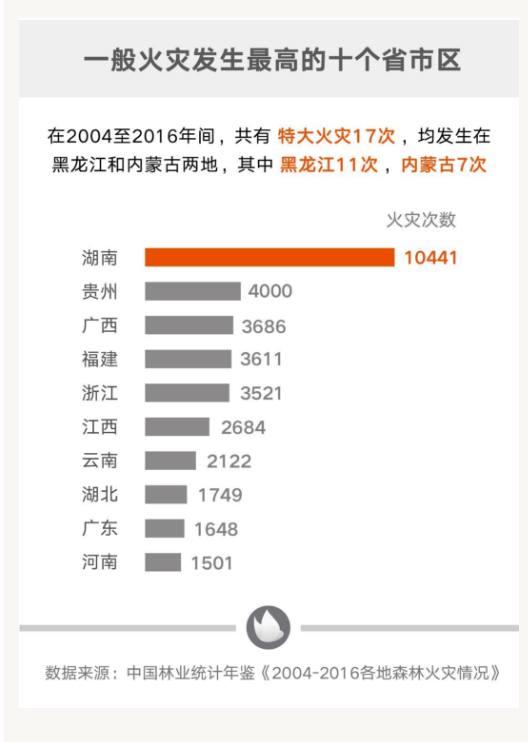 一般火灾发生最高的十个省市区
在2004至2016年间，共有 特大火灾17次 ，均发生在
黑龙江和内蒙古两地，其中 黑龙江11次 ，内蒙古7次
火灾次数
湖南 10441
贵州 4000
广西 3686
福建 3611
浙江 3521
江西 2684
云南 2122
湖北 1749
广东 1648
河南 1501
数据来源：中国林业统计年鉴《2004-2016各地森林火灾情况》